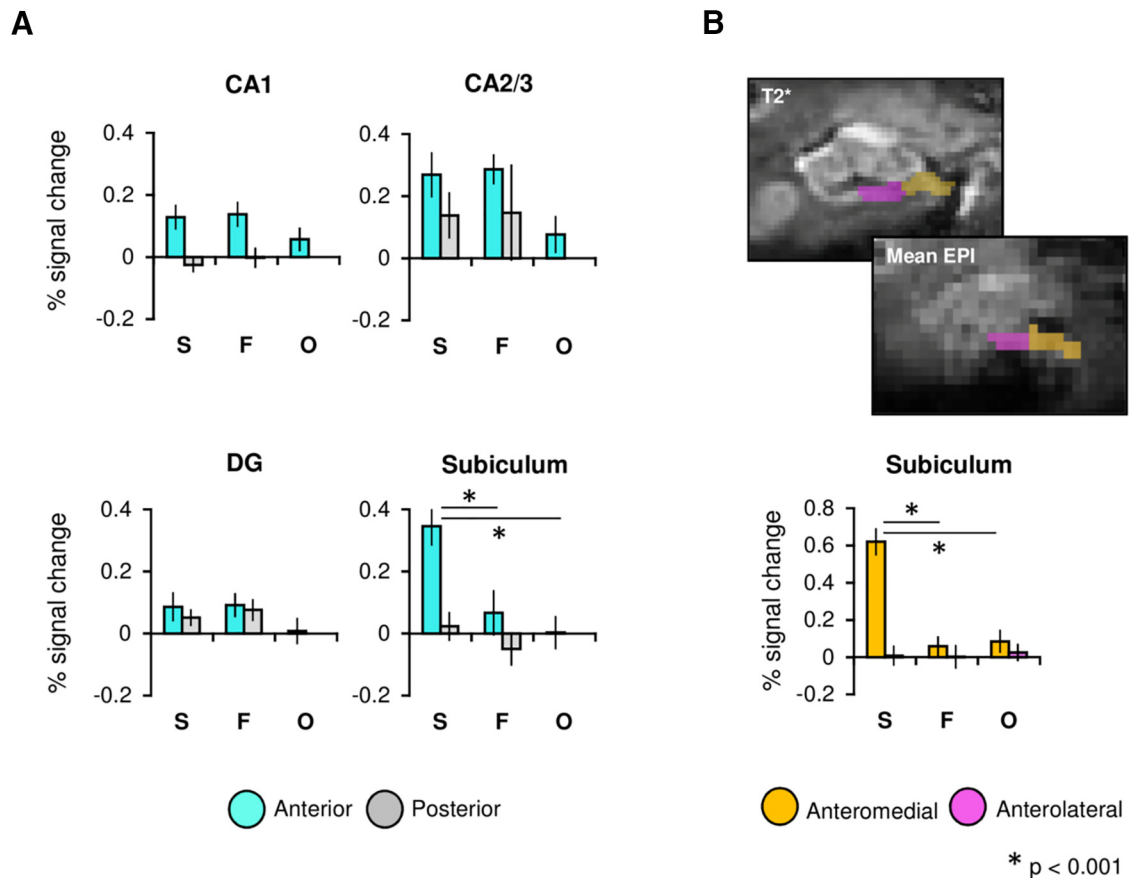 A
B
CA1
CA2/3
% signal change
0.4
0.2
0
-0.2
S F O
0.4
0.2
0
-0.2
S F O
T2*
Mean EPI
DG
Subiculum
% signal change
0.4
0.2
0
-0.2
S F O
*
*
0.4
0.2
0
-0.2
S F O
Subiculum
% signal change
*
*
0.8
0.6
0.4
0.2
0
-0.2
S F O
Anterior Posterior
Anteromedial Anterolateral
* p < 0.001